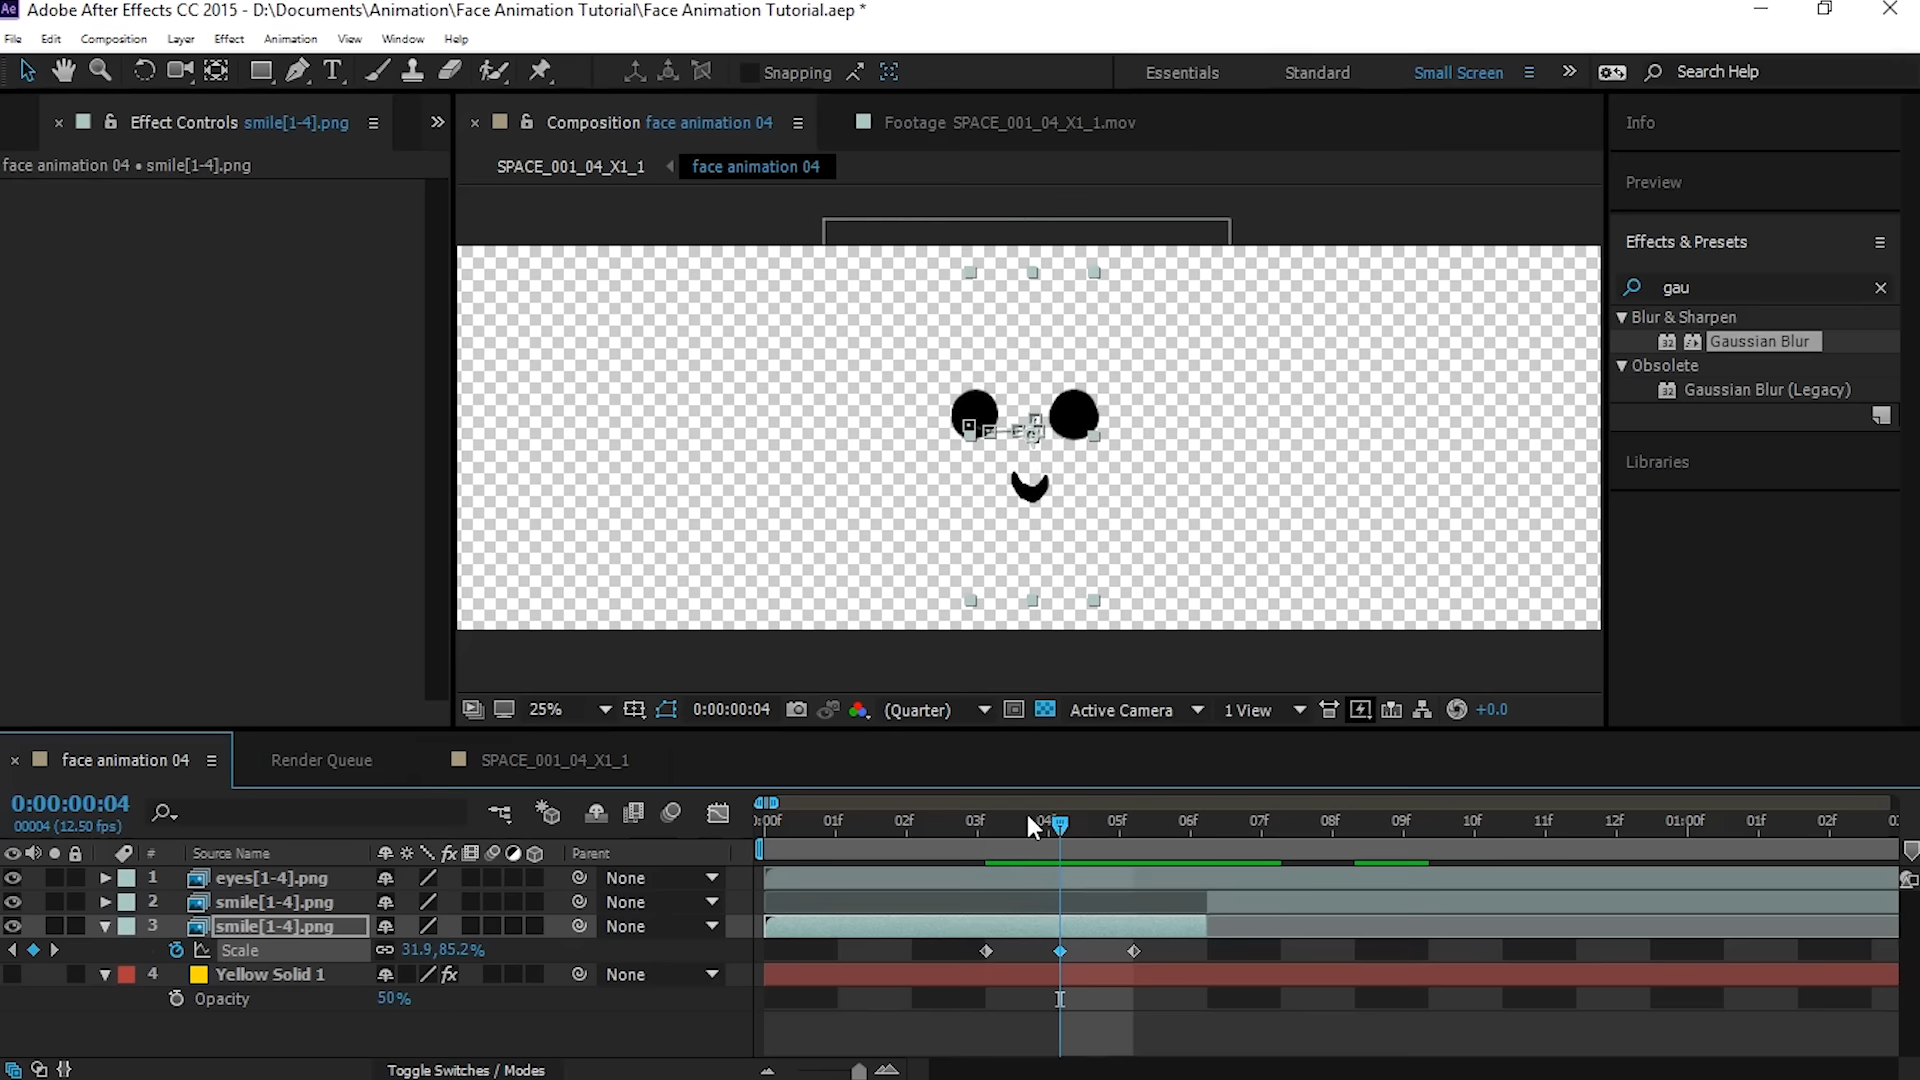 Ae Adobe After Effects CC 2015 - D:\Documents\Animation\Face Animation Tutorial\Face Animation Tutorial.aep *
File Edit Composition Layer Effect Animation View Window Help
T Snapping Essentials Standard Small Screen Search Help
Effect Controls smile[1-4].png
Composition face animation 04
Footage SPACE_001_04_X1_1.mov
Info
face animation 04 • smile[1-4].png
SPACE_001_04_X1_1
face animation 04
Preview
Effects & Presets
gau
Blur & Sharpen
32 Gaussian Blur
Obsolete
32 Gaussian Blur (Legacy)
Libraries
25% 0:00:00:04 (Quarter) Active Camera 1 View +0.0
face animation 04
Render Queue
SPACE_001_04_X1_1
0:00:00:04
00004 (12.50 fps)
:00f 01f 02f 03f 04f 05f 06f 07f 08f 09f 10f 11f 12f 01:00f 01f 02f
# Source Name fx Parent
1 eyes[1-4].png None
2 smile[1-4].png None
3 smile[1-4].png None
Scale 31.9,85.2%
4 Yellow Solid 1 fx None
Opacity 50%
Toggle Switches / Modes